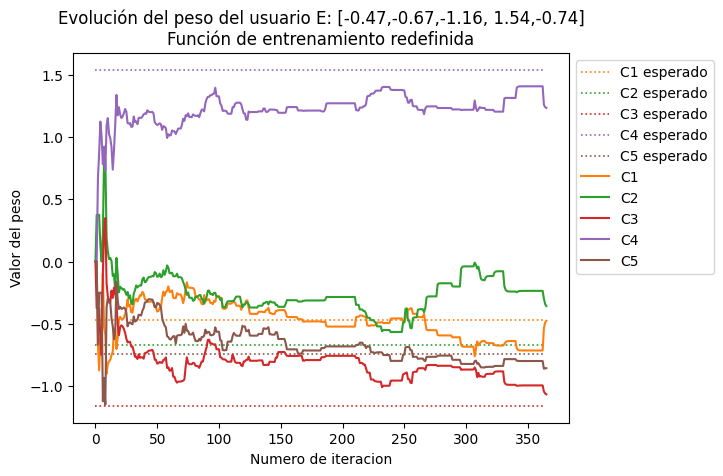 Evolución del peso del usuario E: [-0.47,-0.67,-1.16, 1.54,-0.74]
Función de entrenamiento redefinida
1.5
1.0
0.5
0.0
−0.5
−1.0
Valor del peso
0
50
100
150
200
250
300
350
Numero de iteracion
C1 esperado
C2 esperado
C3 esperado
C4 esperado
C5 esperado
C1
C2
C3
C4
C5